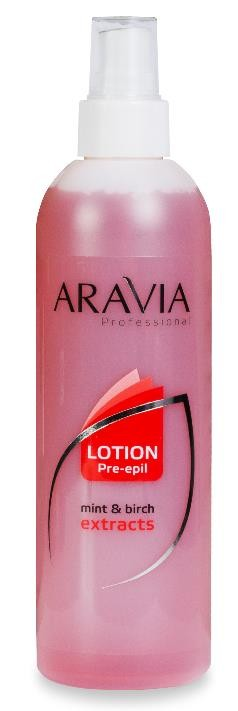 ARAVIA
Professional
LOTION
Pre-epil
mint & birch
extracts